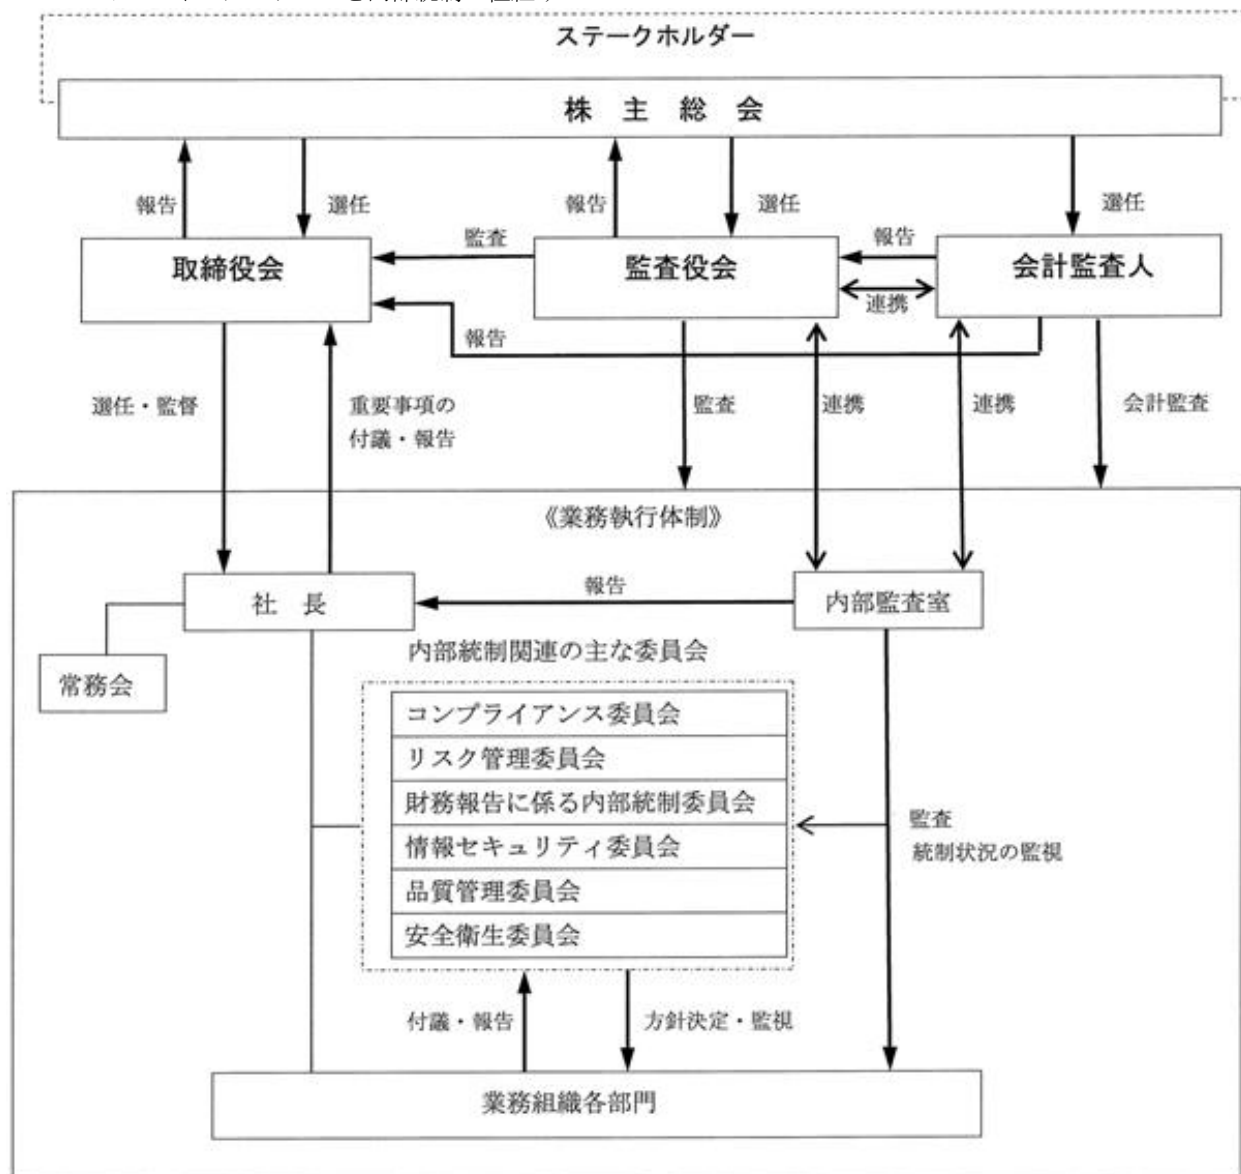 ステークホルダー
株 主 総 会
報告
選任
報告
選任
選任
取締役会
監査
監査役会
報告
連携
会計監査人
報告
選任・監督
重要事項の
付議・報告
監査
連携
連携
会計監査
《業務執行体制》
社 長
報告
内部監査室
常務会
内部統制関連の主な委員会
コンプライアンス委員会
リスク管理委員会
財務報告に係る内部統制委員会
情報セキュリティ委員会
品質管理委員会
安全衛生委員会
監査
統制状況の監視
付議・報告
方針決定・監視
業務組織各部門